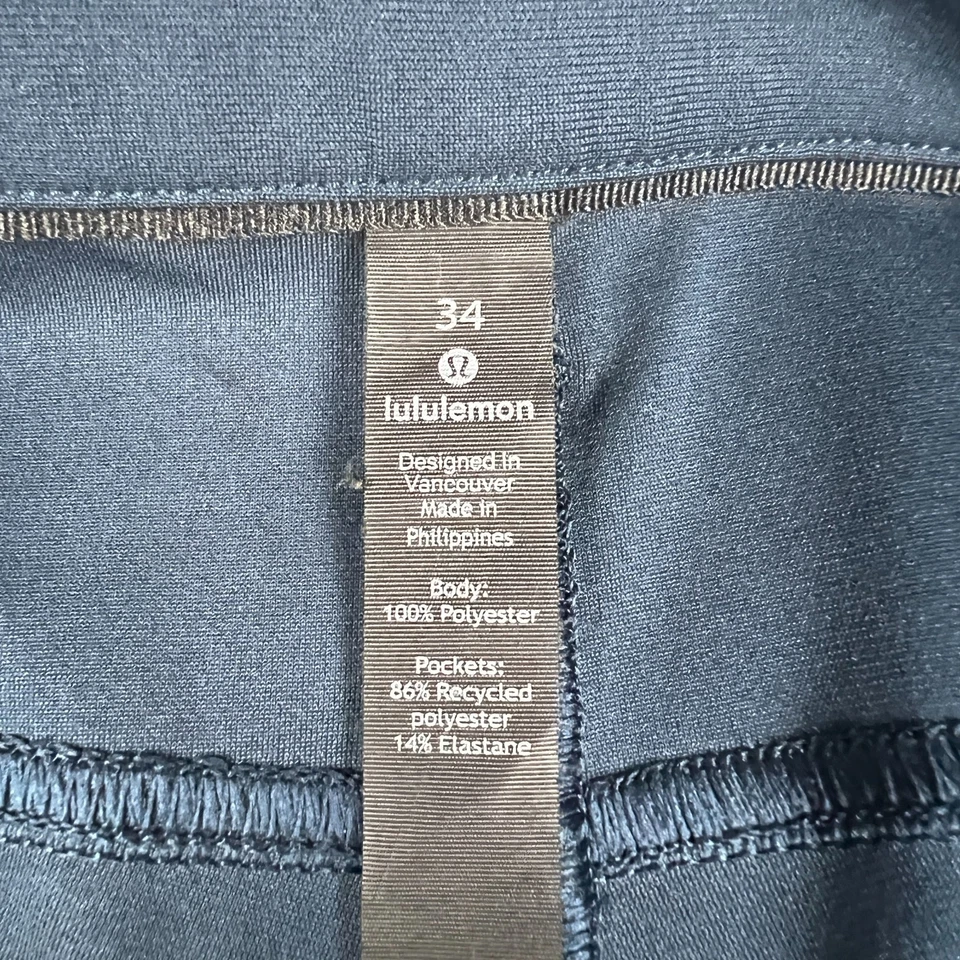 34
lululemon
Designed in
Vancouver
Made in
Philippines
Body:
100% Polyester
Pockets:
86% Recycled
polyester
14% Elastane